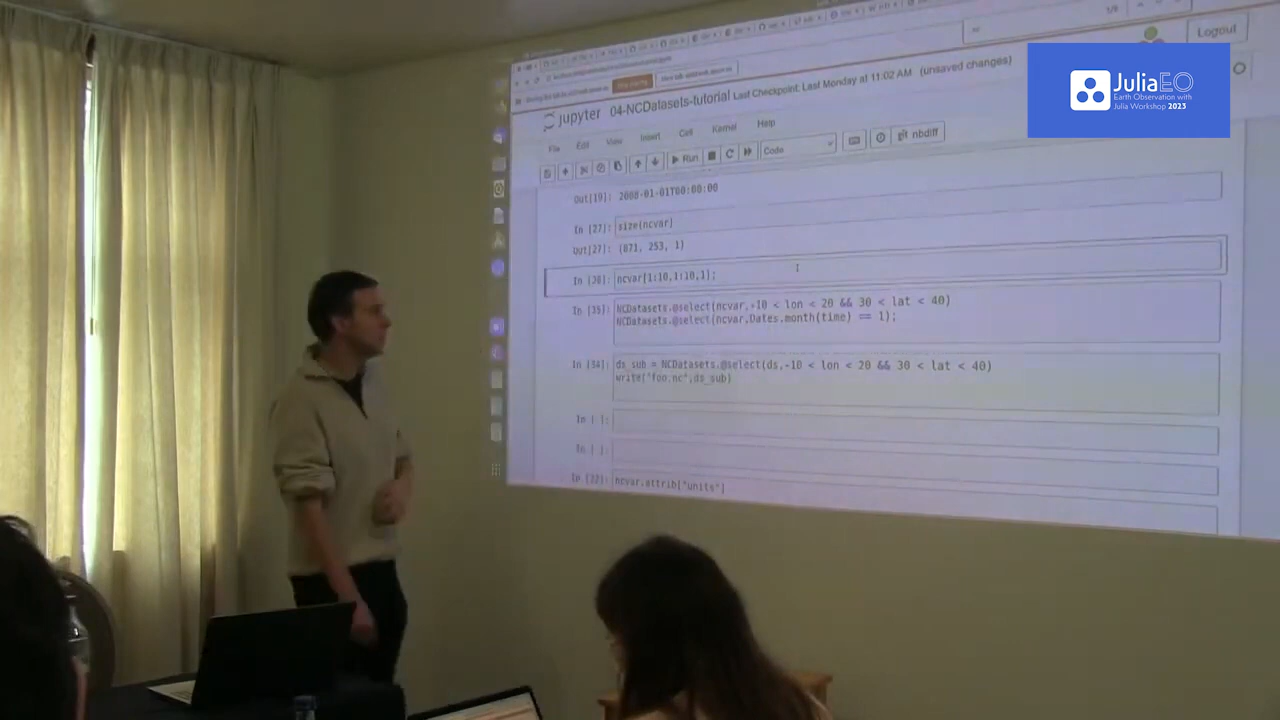 Logout
JuliaEO
Earth Observation with
Julia Workshop 2023
jupyter 04-NCDatasets-tutorial Last Checkpoint: Last Monday at 11:02 AM (unsaved changes)
File Edit View Insert Cell Kernel Help
Run Code nbdiff
Out[19]: 2008-01-01T00:00:00
In [27]: size(ncvar)
Out[27]: (871, 253, 1)
ncvar[1:10,1:10,1];
In [35]: NCDatasets.@select(ncvar,-10 < lon < 20 && 30 < lat < 40)
NCDatasets.@select(ncvar,Dates.month(time) == 1);
In [34]: ds_sub = NCDatasets.@select(ds,-10 < lon < 20 && 30 < lat < 40)
write("foo.nc",ds_sub)
In [ ]:
In [ ]:
In [22]: ncvar.attrib["units"]